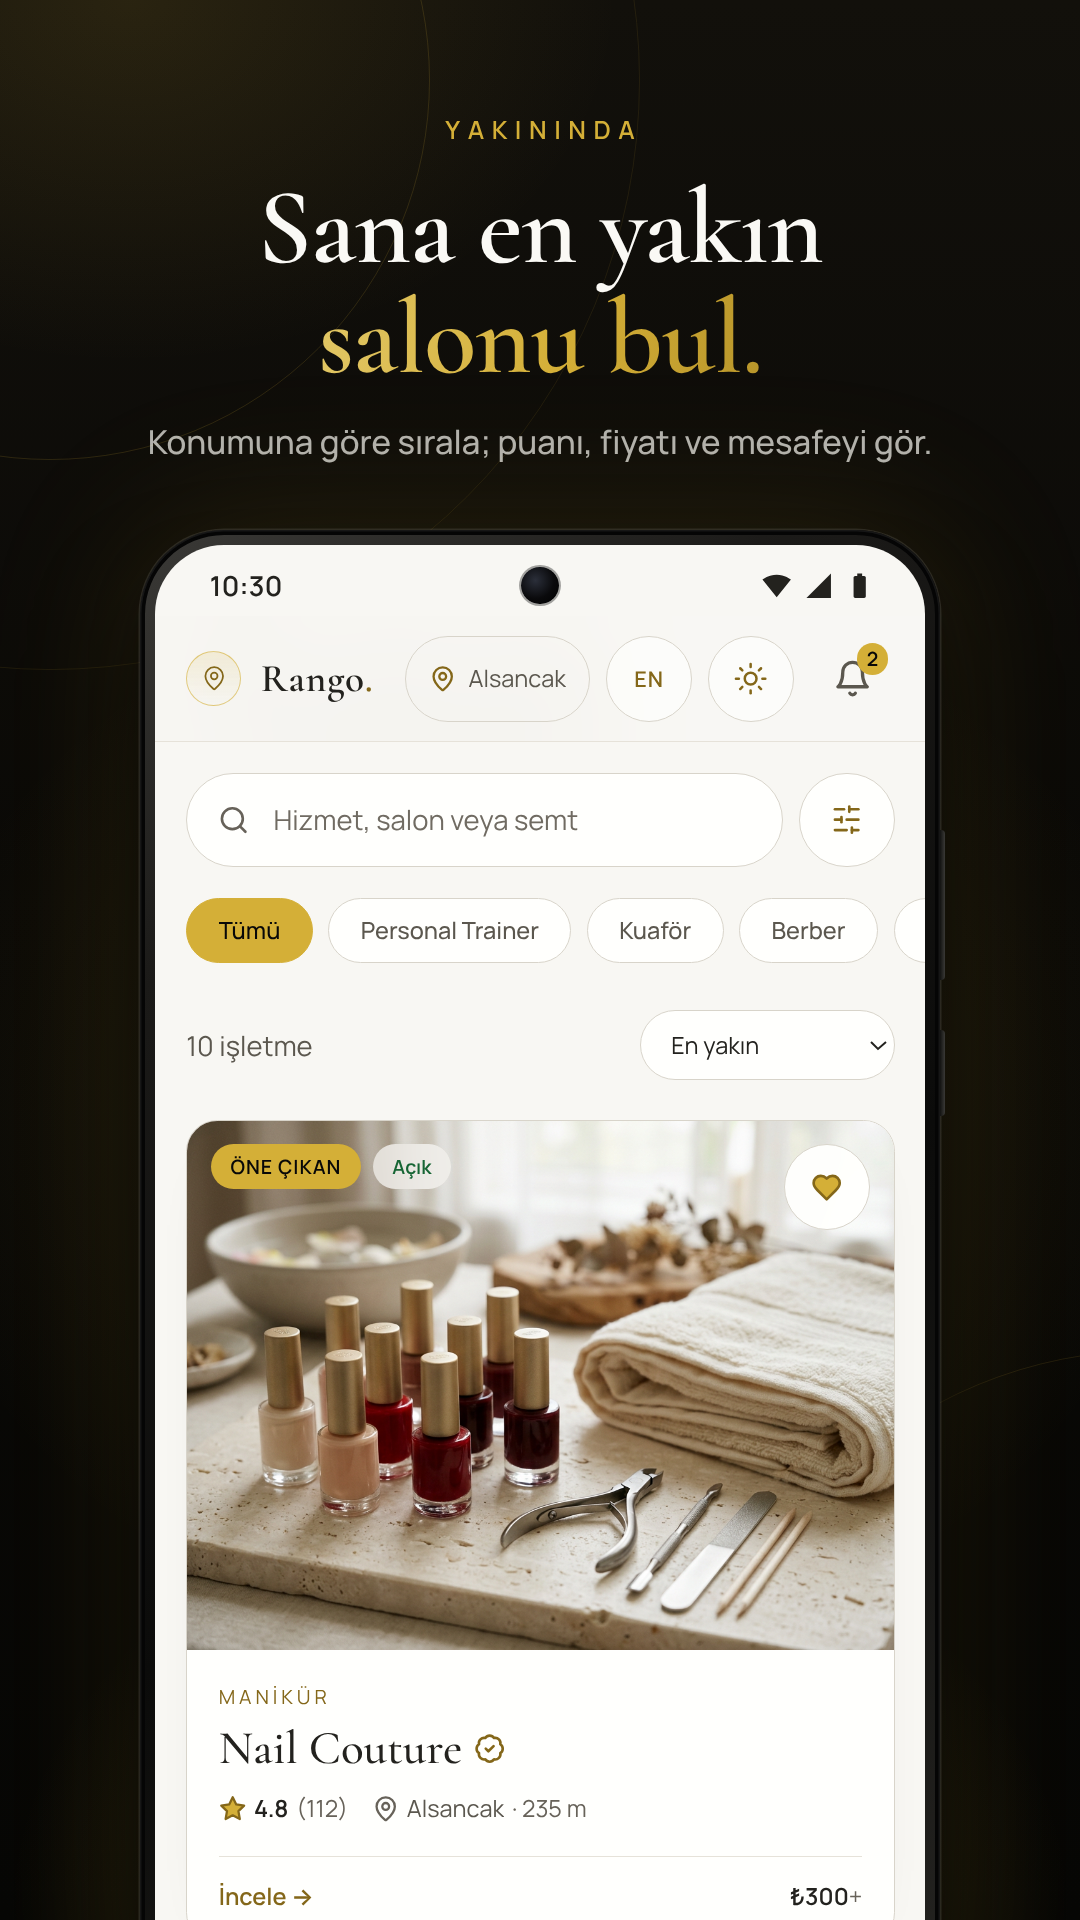 YAKININDA
Sana en yakın
salonu bul.
Konumuna göre sırala; puanı, fiyatı ve mesafeyi gör.
10:30
Rango.
Alsancak
EN
2
Hizmet, salon veya semt
Tümü
Personal Trainer
Kuaför
Berber
10 işletme
En yakın
ÖNE ÇIKAN
Açık
MANİKÜR
Nail Couture
4.8 (112) Alsancak · 235 m
İncele →
₺300+